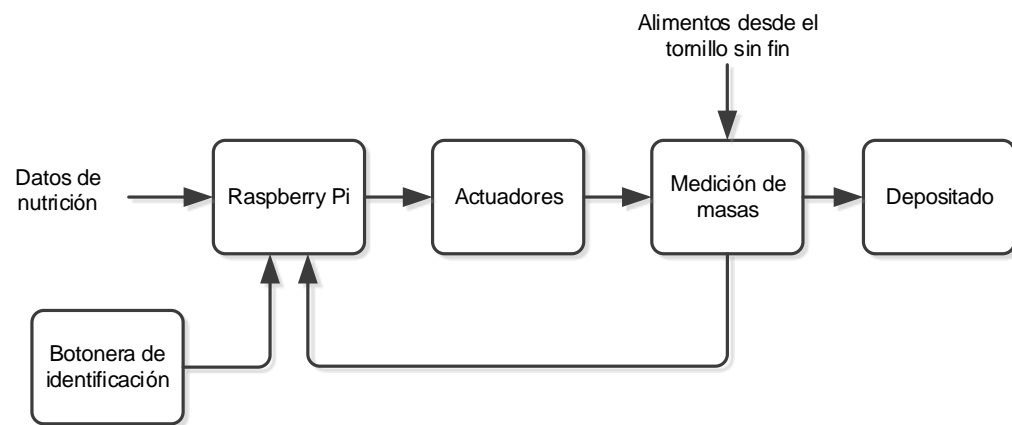 Alimentos desde el
tornillo sin fin
Datos de
nutrición
Raspberry Pi
Actuadores
Medición de
masas
Depositado
Botonera de
identificación